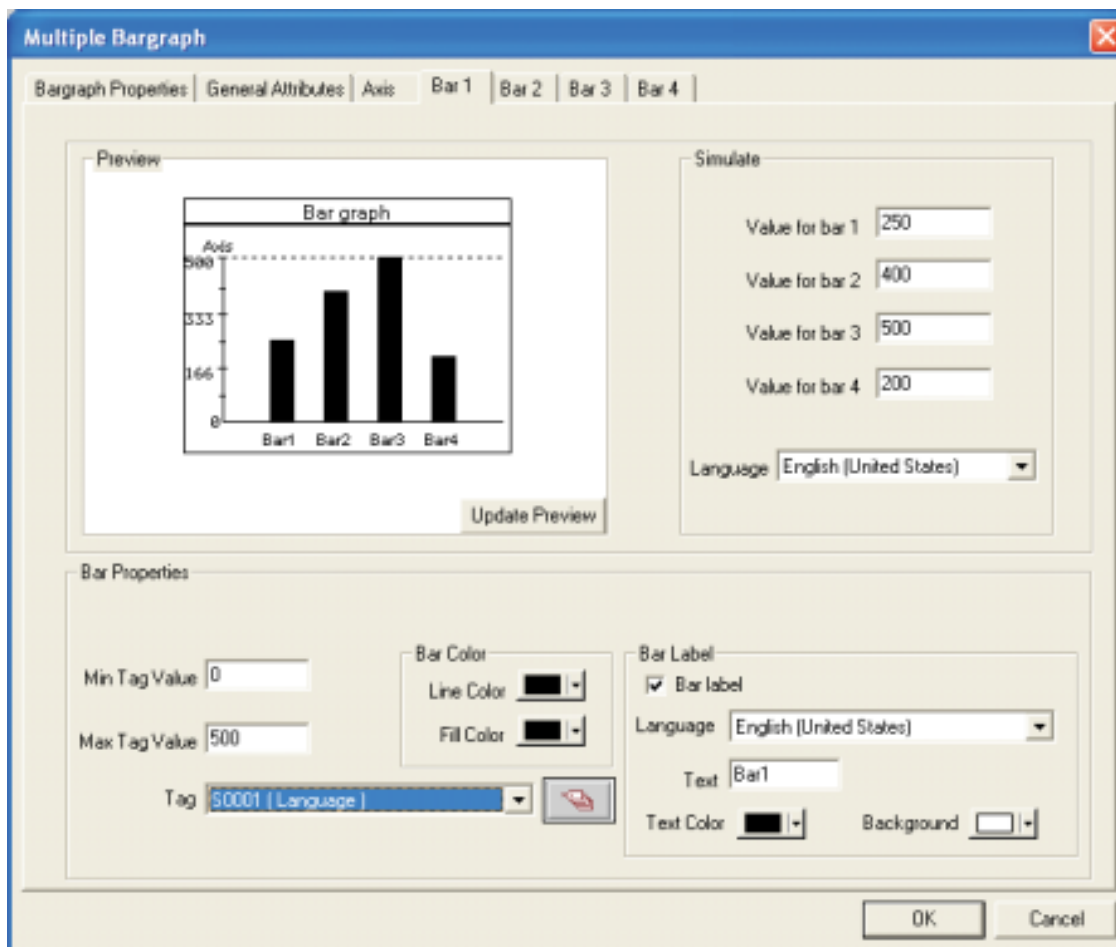 Multiple Bargraph
Bargraph Properties General Attributes Axis Bar 1 Bar 2 Bar 3 Bar 4
Preview
Bar graph
Axis
500
333
166
0
Bar1 Bar2 Bar3 Bar4
Update Preview
Simulate
Value for bar 1 250
Value for bar 2 400
Value for bar 3 500
Value for bar 4 200
Language English (United States)
Bar Properties
Min Tag Value 0
Max Tag Value 500
Tag S0001 ( Language )
Bar Color
Line Color
Fill Color
Bar Label
Bar label
Language English (United States)
Text Bar1
Text Color Background
OK Cancel